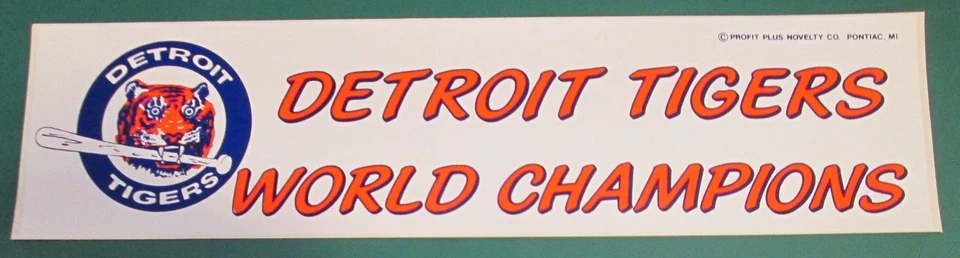 © PROFIT PLUS NOVELTY CO. PONTIAC, MI.
DETROIT
TIGERS
DETROIT TIGERS
WORLD CHAMPIONS